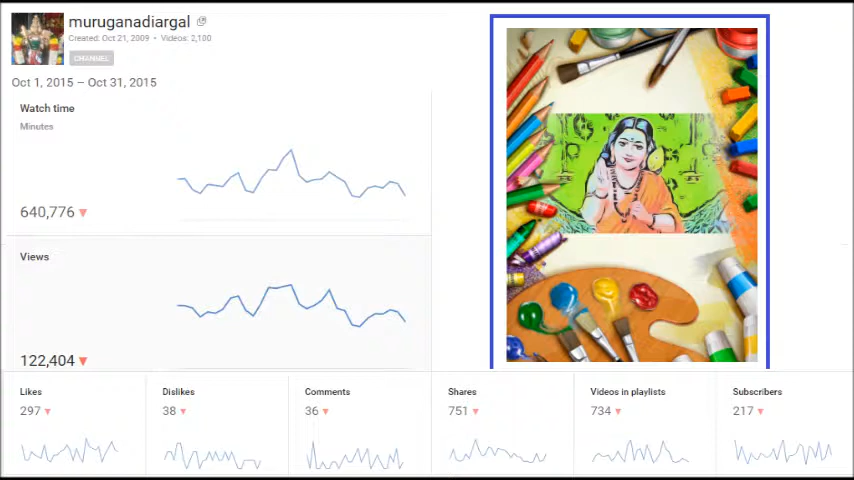 muruganadiargal
Created: Oct 21, 2009 • Videos: 2,100
CHANNEL
Oct 1, 2015 – Oct 31, 2015
Watch time
Minutes
640,776
Views
122,404
Likes
297
Dislikes
38
Comments
36
Shares
751
Videos in playlists
734
Subscribers
217